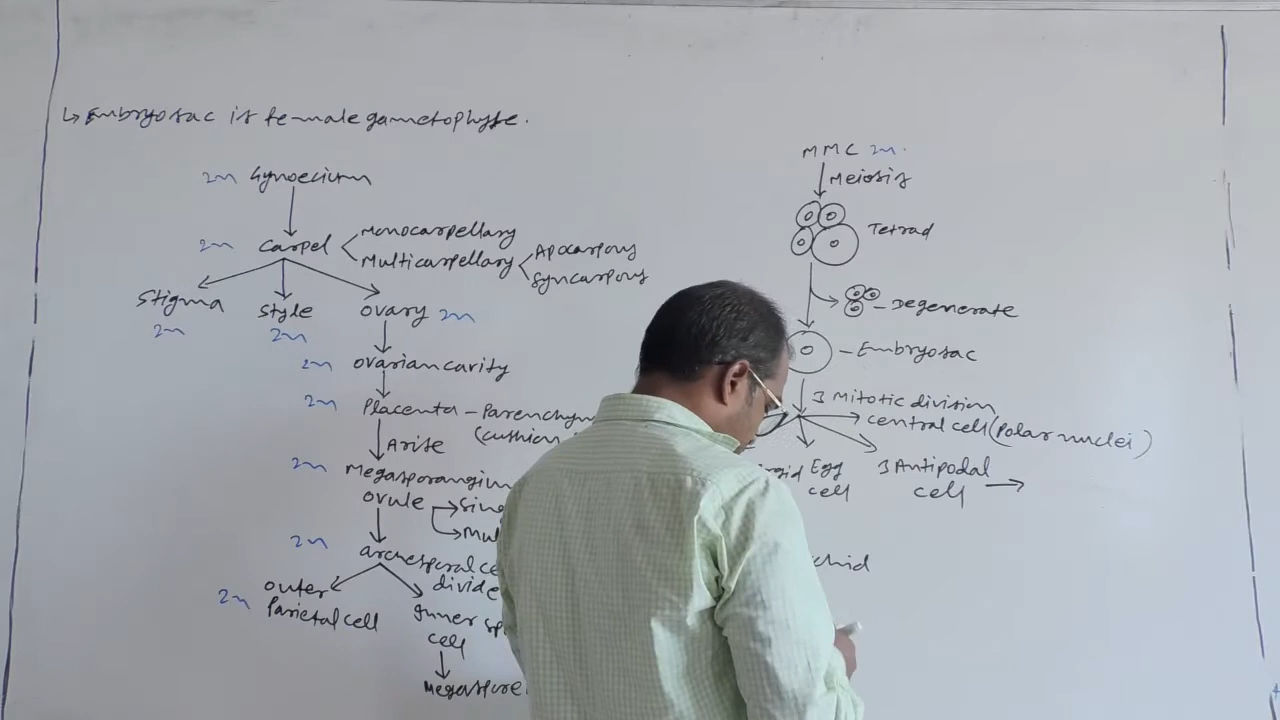 ↳ Embryosac is female gametophyte.
2n Gynoecium
2n Carpel
Monocarpellary
Multicarpellary
Apocarpous
Syncarpous
Stigma
2n
Style
2n
Ovary 2n
2n Ovarian cavity
2n Placenta - Parenchym
(cushion
Arise
2n Megasporangium
Ovule
2n archesporal ce
divide
2n Outer
Parietal cell
Inner sp
cell
Megaspore
MMC 2n.
Meiosis
Tetrad
- Degenerate
- Embryosac
3 Mitotic division
central cell (Polar nuclei)
Egg
cell
3 Antipodal
cell